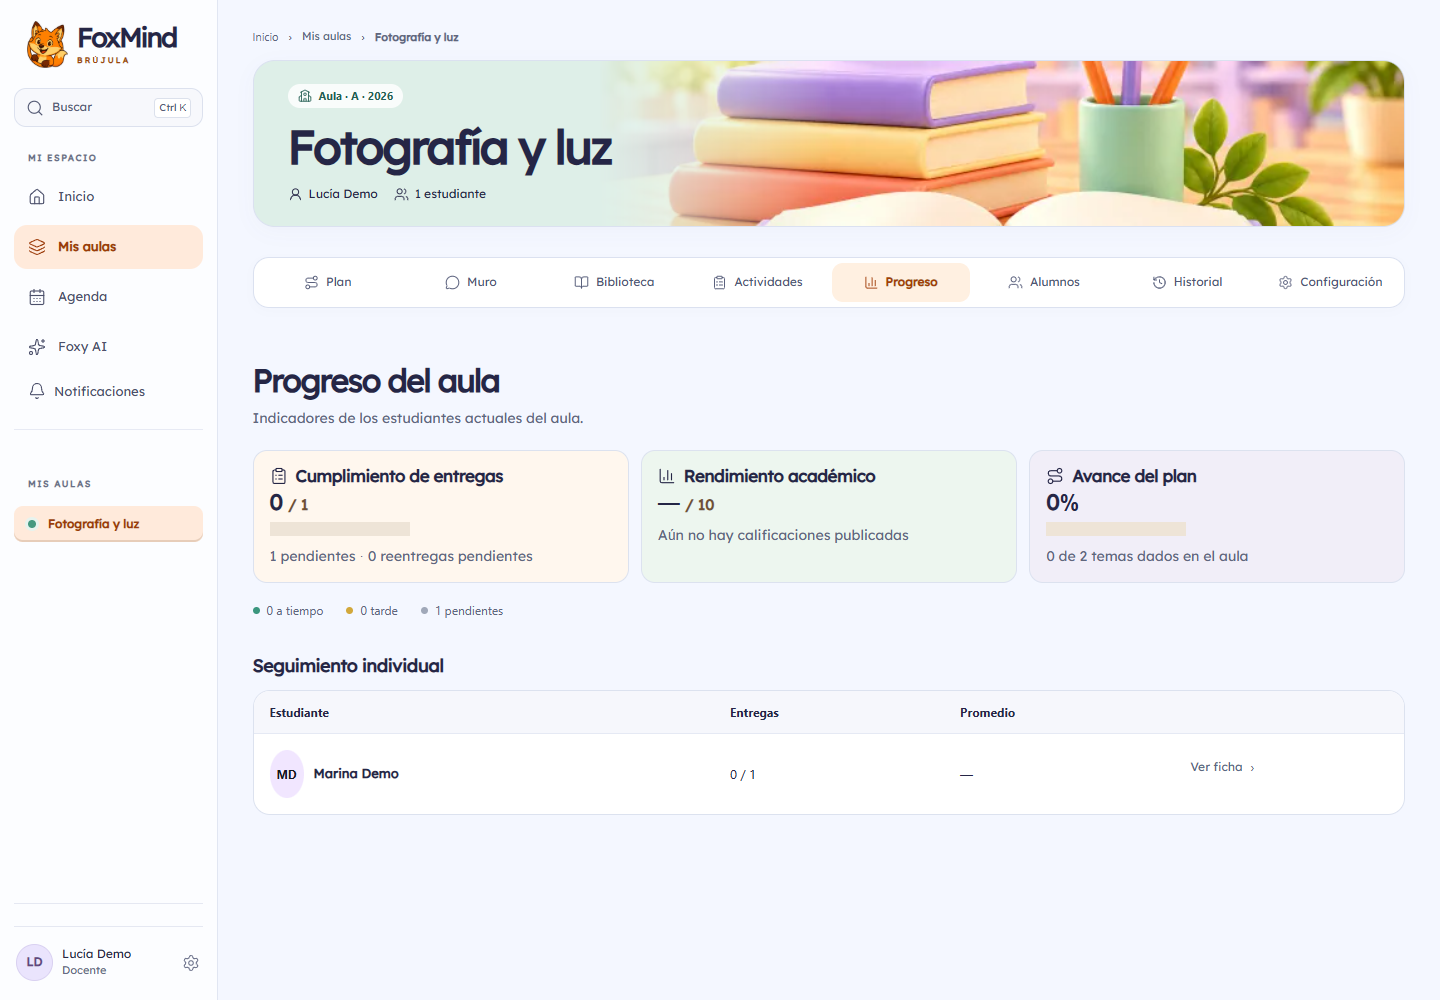 FoxMind
BRÚJULA
Buscar
Ctrl K
MI ESPACIO
Inicio
Mis aulas
Agenda
Foxy AI
Notificaciones
MIS AULAS
Fotografía y luz
LD
Lucía Demo
Docente
Inicio › Mis aulas › Fotografía y luz
Aula · A · 2026
Fotografía y luz
Lucía Demo 1 estudiante
Plan Muro Biblioteca Actividades Progreso Alumnos Historial Configuración
Progreso del aula
Indicadores de los estudiantes actuales del aula.
Cumplimiento de entregas
0 / 1
1 pendientes · 0 reentregas pendientes
Rendimiento académico
— / 10
Aún no hay calificaciones publicadas
Avance del plan
0%
0 de 2 temas dados en el aula
0 a tiempo 0 tarde 1 pendientes
Seguimiento individual
Estudiante Entregas Promedio
MD Marina Demo 0 / 1 — Ver ficha ›